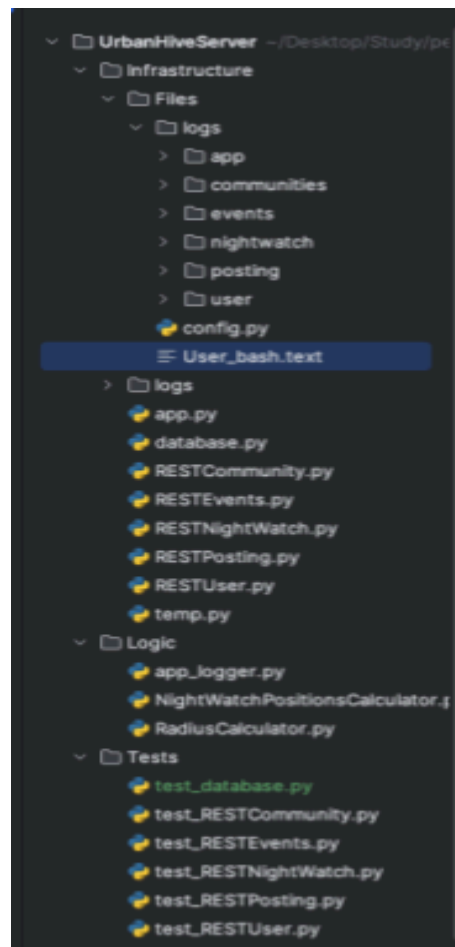 UrbanHiveServer ~/Desktop/Study/pe
Infrastructure
Files
logs
app
communities
events
nightwatch
posting
user
config.py
User_bash.text
logs
app.py
database.py
RESTCommunity.py
RESTEvents.py
RESTNightWatch.py
RESTPosting.py
RESTUser.py
temp.py
Logic
app_logger.py
NightWatchPositionsCalculator.p
RadiusCalculator.py
Tests
test_database.py
test_RESTCommunity.py
test_RESTEvents.py
test_RESTNightWatch.py
test_RESTPosting.py
test_RESTUser.py